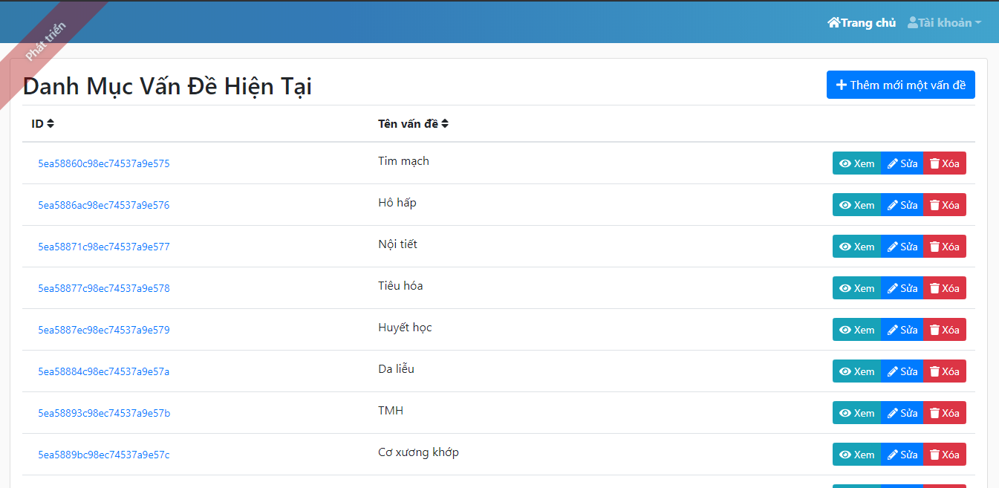 Trang chủ Tài khoản
Phát triển
Danh Mục Vấn Đề Hiện Tại
Thêm mới một vấn đề
ID Tên vấn đề
5ea58860c98ec74537a9e575 Tim mạch Xem Sửa Xóa
5ea5886ac98ec74537a9e576 Hô hấp Xem Sửa Xóa
5ea58871c98ec74537a9e577 Nội tiết Xem Sửa Xóa
5ea58877c98ec74537a9e578 Tiêu hóa Xem Sửa Xóa
5ea5887ec98ec74537a9e579 Huyết học Xem Sửa Xóa
5ea58884c98ec74537a9e57a Da liễu Xem Sửa Xóa
5ea58893c98ec74537a9e57b TMH Xem Sửa Xóa
5ea5889bc98ec74537a9e57c Cơ xương khớp Xem Sửa Xóa